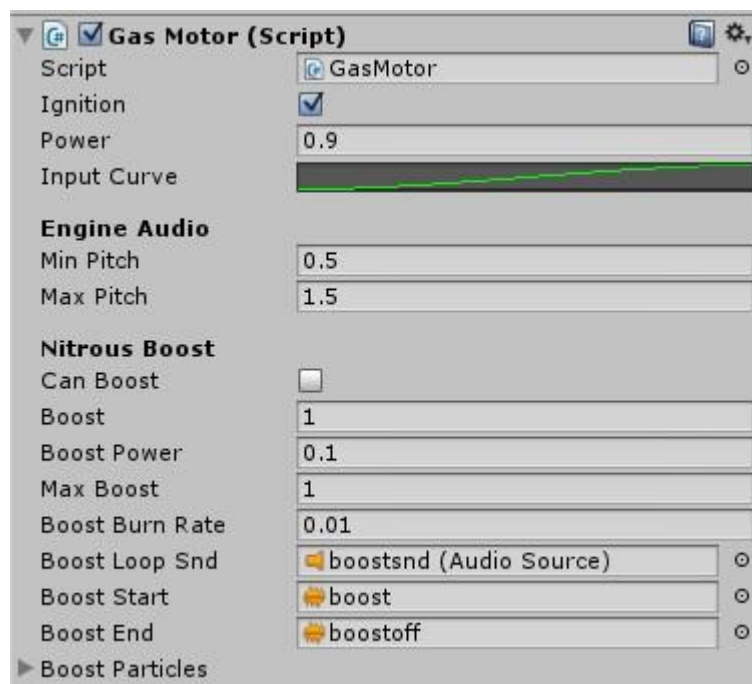 Gas Motor (Script)
Script GasMotor
Ignition
Power 0.9
Input Curve
Engine Audio
Min Pitch 0.5
Max Pitch 1.5
Nitrous Boost
Can Boost
Boost 1
Boost Power 0.1
Max Boost 1
Boost Burn Rate 0.01
Boost Loop Snd boostsnd (Audio Source)
Boost Start boost
Boost End boostoff
Boost Particles